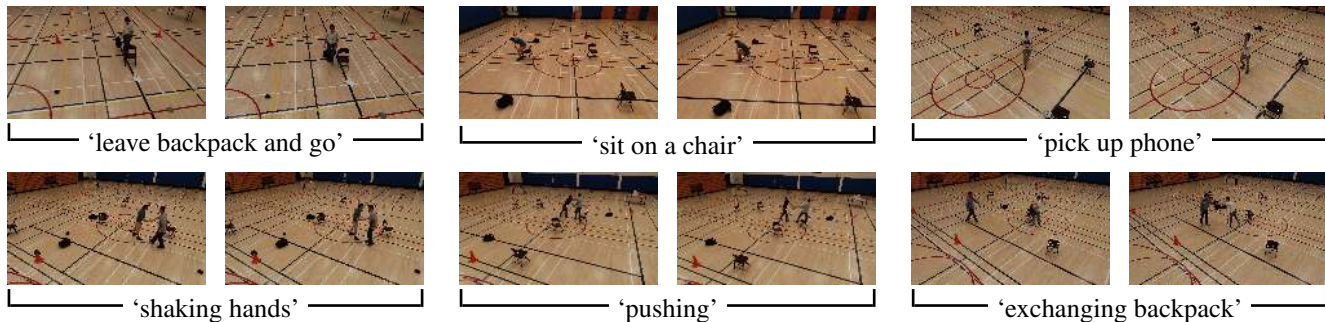 ‘leave backpack and go’
‘sit on a chair’
‘pick up phone’
‘shaking hands’
‘pushing’
‘exchanging backpack’